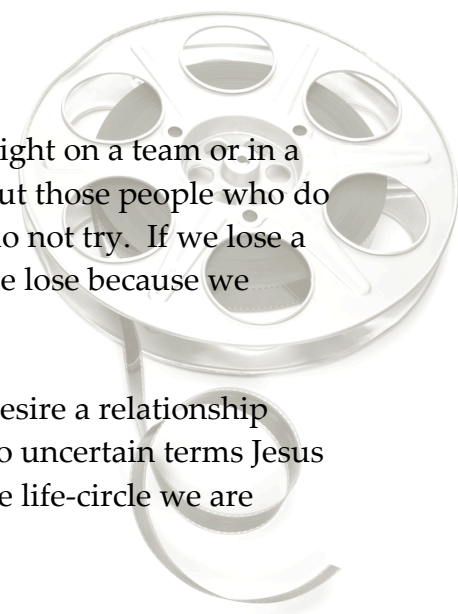 ight on a team or in a
ut those people who do
o not try.  If we lose a
e lose because we
esire a relationship
o uncertain terms Jesus
e life-circle we are